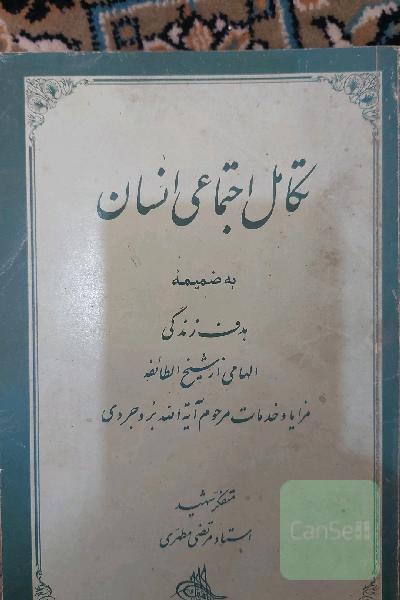 تکامل اجتماعی انسان
به ضمیمه
هدف زندگی
الهامی از شیخ الطائفه
مزایا و خدمات مرحوم آیة الله بروجردی
متفکر شهید
استاد مرتضی مطهری
CanSell